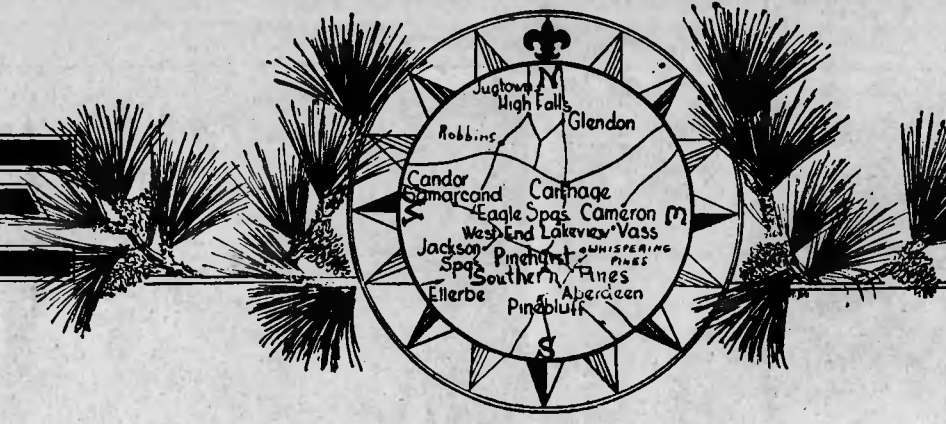 N
Jugtown
High Falls
Glendon
Robbins
Candor
Samarcand
Carthage
W
Eagle Spgs. Cameron E
West End Lakeview Vass
Jackson Spgs.
Pinehurst
WHISPERING PINES
Southern Pines
Ellerbe
Aberdeen
Pinebluff
S